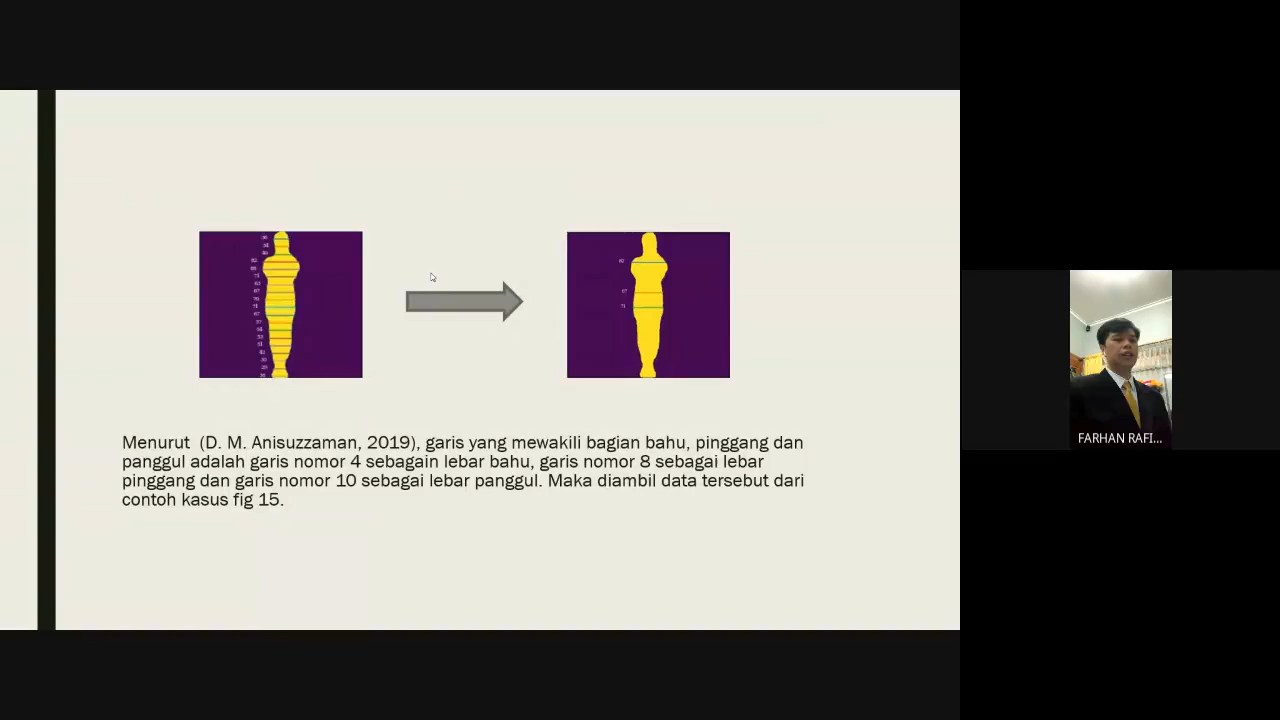 Menurut (D. M. Anisuzzaman, 2019), garis yang mewakili bagian bahu, pinggang dan
panggul adalah garis nomor 4 sebagain lebar bahu, garis nomor 8 sebagai lebar
pinggang dan garis nomor 10 sebagai lebar panggul. Maka diambil data tersebut dari
contoh kasus fig 15.
FARHAN RAFI...